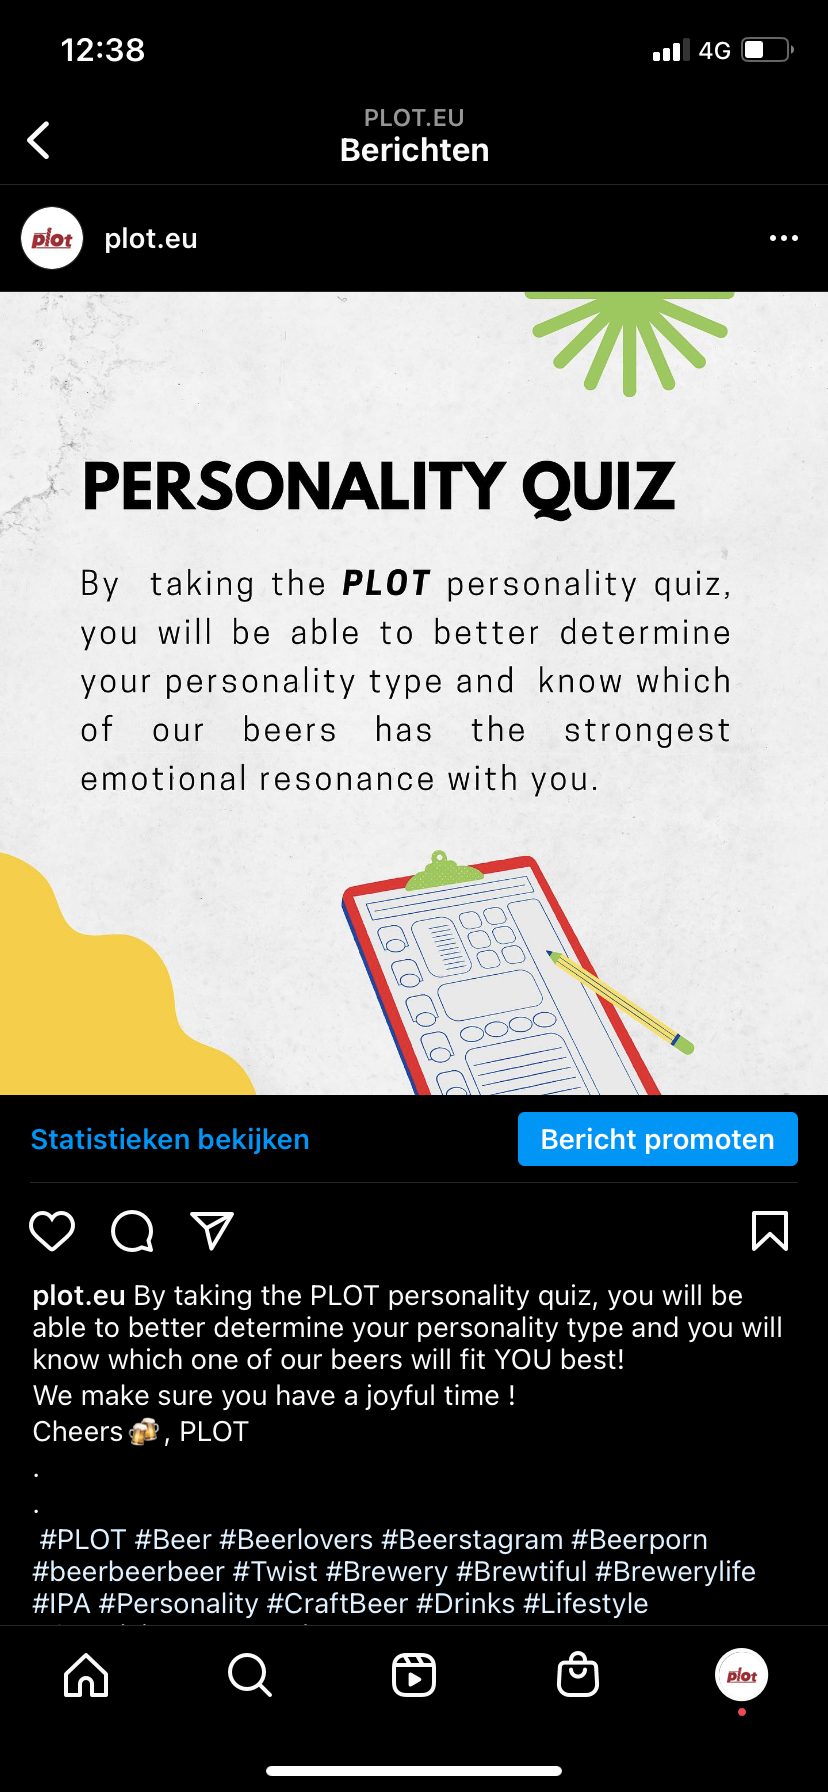 12:38
4G
PLOT.EU
Berichten
plot
plot.eu
PERSONALITY QUIZ
By taking the PLOT personality quiz,
you will be able to better determine
your personality type and know which
of our beers has the strongest
emotional resonance with you.
Statistieken bekijken
Bericht promoten
plot.eu By taking the PLOT personality quiz, you will be
able to better determine your personality type and you will
know which one of our beers will fit YOU best!
We make sure you have a joyful time !
Cheers🍻, PLOT
.
.
#PLOT #Beer #Beerlovers #Beerstagram #Beerporn
#beerbeerbeer #Twist #Brewery #Brewtiful #Brewerylife
#IPA #Personality #CraftBeer #Drinks #Lifestyle
plot